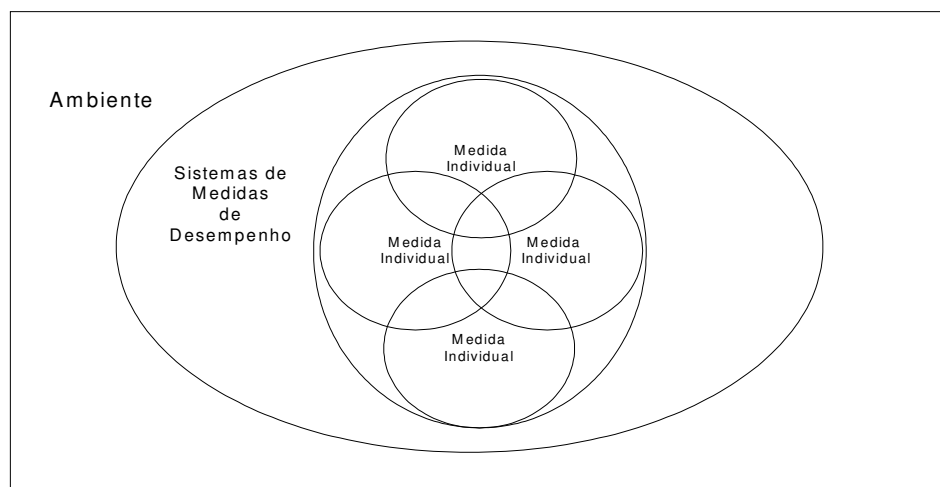 Ambiente
Sistemas de
Medidas
de
Desempenho
Medida
Individual
Medida
Individual
Medida
Individual
Medida
Individual